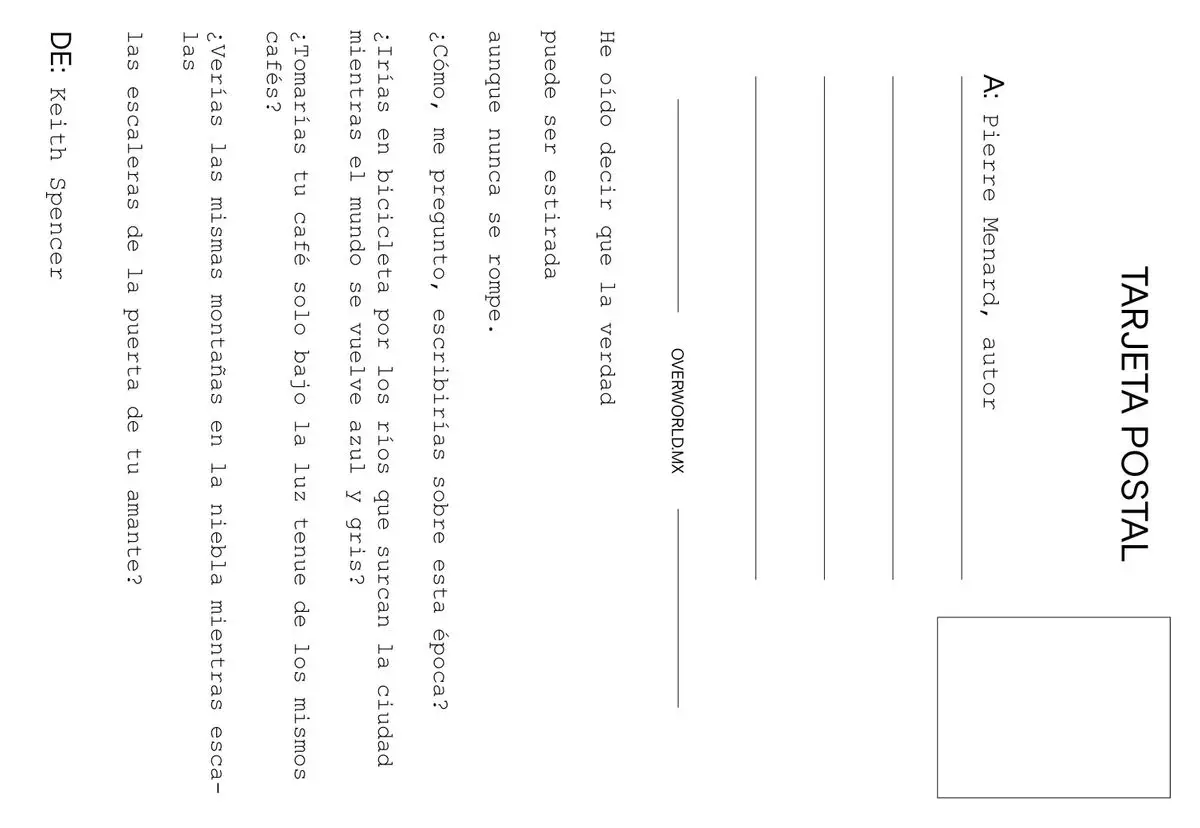 TARJETA POSTAL
A: Pierre Menard, autor
OVERWORLD.MX
He oído decir que la verdad
puede ser estirada
aunque nunca se rompe.
¿Cómo, me pregunto, escribirías sobre esta época?
¿Irías en bicicleta por los ríos que surcan la ciudad
mientras el mundo se vuelve azul y gris?
¿Tomarías tu café solo bajo la luz tenue de los mismos
cafés?
¿Verías las mismas montañas en la niebla mientras esca-
las
las escaleras de la puerta de tu amante?
DE: Keith Spencer